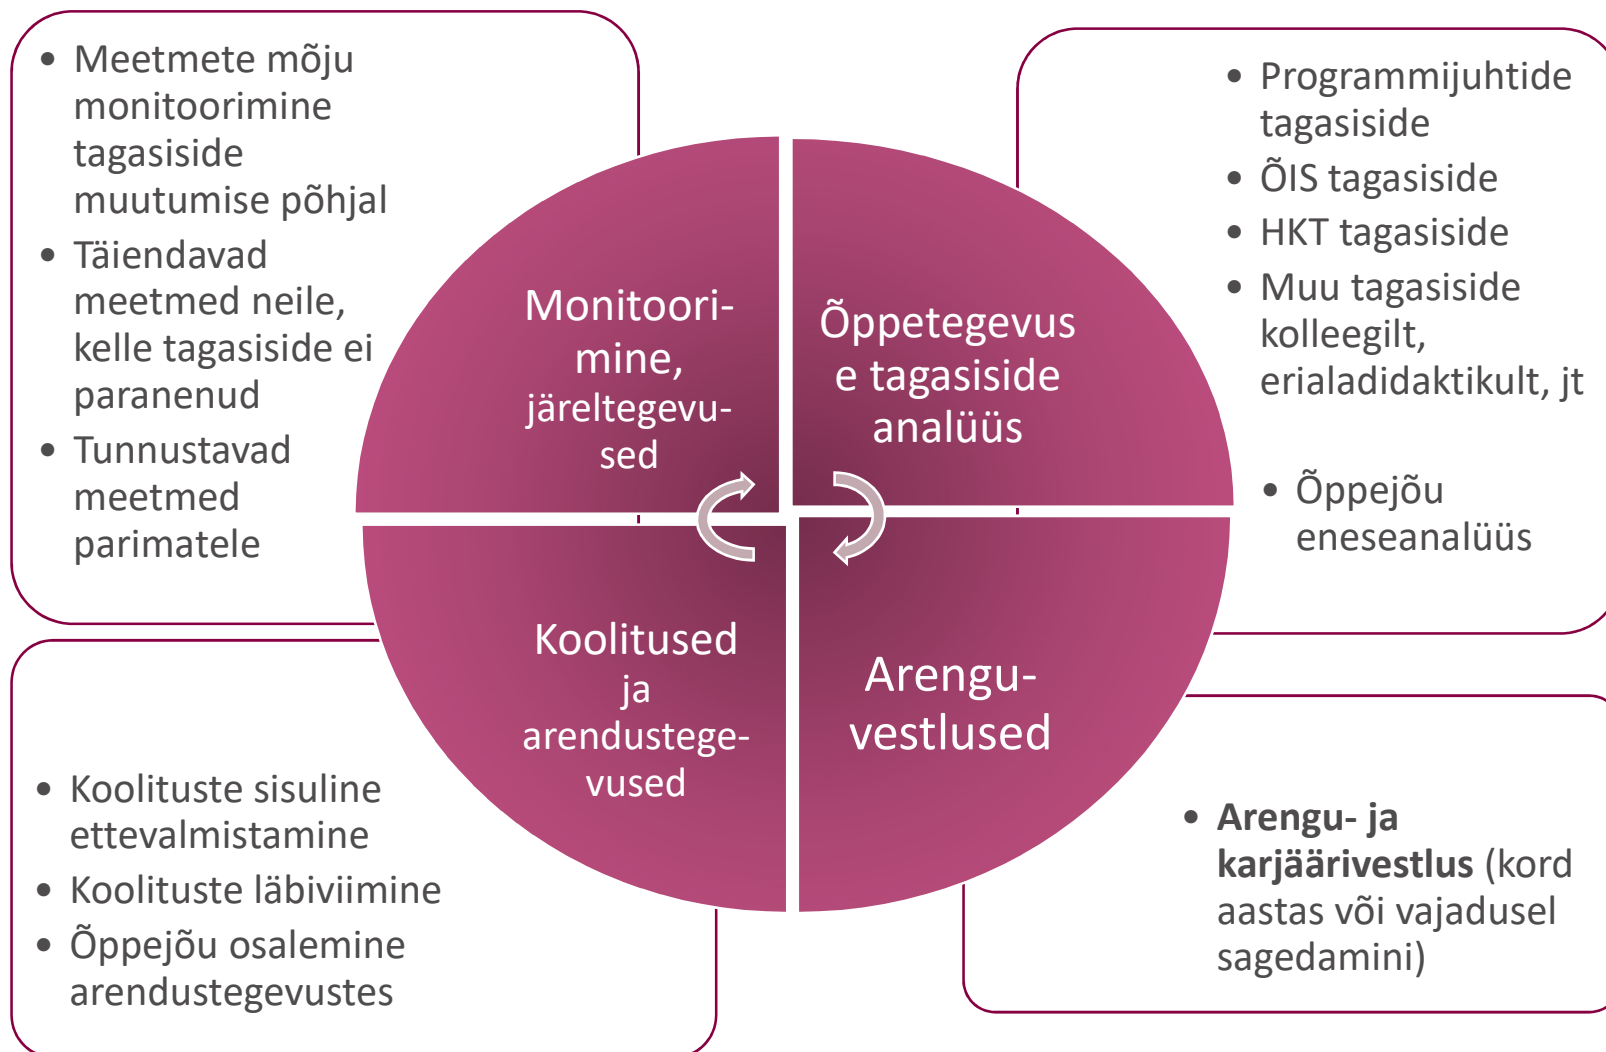 • Meetmete mõju
monitoorimine
tagasiside
muutumise põhjal
• Täiendavad
meetmed neile,
kelle tagasiside ei
paranenud
• Tunnustavad
meetmed
parimatele
Monitoori-
mine,
järeltegevu-
sed
Õppetegevus
e tagasiside
analüüs
• Programmijuhtide
tagasiside
• ÕIS tagasiside
• HKT tagasiside
• Muu tagasiside
kolleegilt,
erialadidaktikult, jt
• Õppejõu
eneseanalüüs
• Koolituste sisuline
ettevalmistamine
• Koolituste läbiviimine
• Õppejõu osalemine
arendustegevustes
Koolitused
ja
arendustege-
vused
Arengu-
vestlused
• Arengu- ja
karjäärivestlus (kord
aastas või vajadusel
sagedamini)